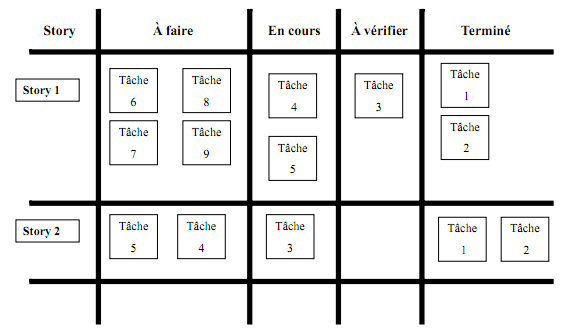 Story À faire En cours À vérifier Terminé
Story 1
Tâche
6
Tâche
8
Tâche
7
Tâche
9
Tâche
4
Tâche
5
Tâche
3
Tâche
1
Tâche
2
Story 2
Tâche
5
Tâche
4
Tâche
3
Tâche
1
Tâche
2